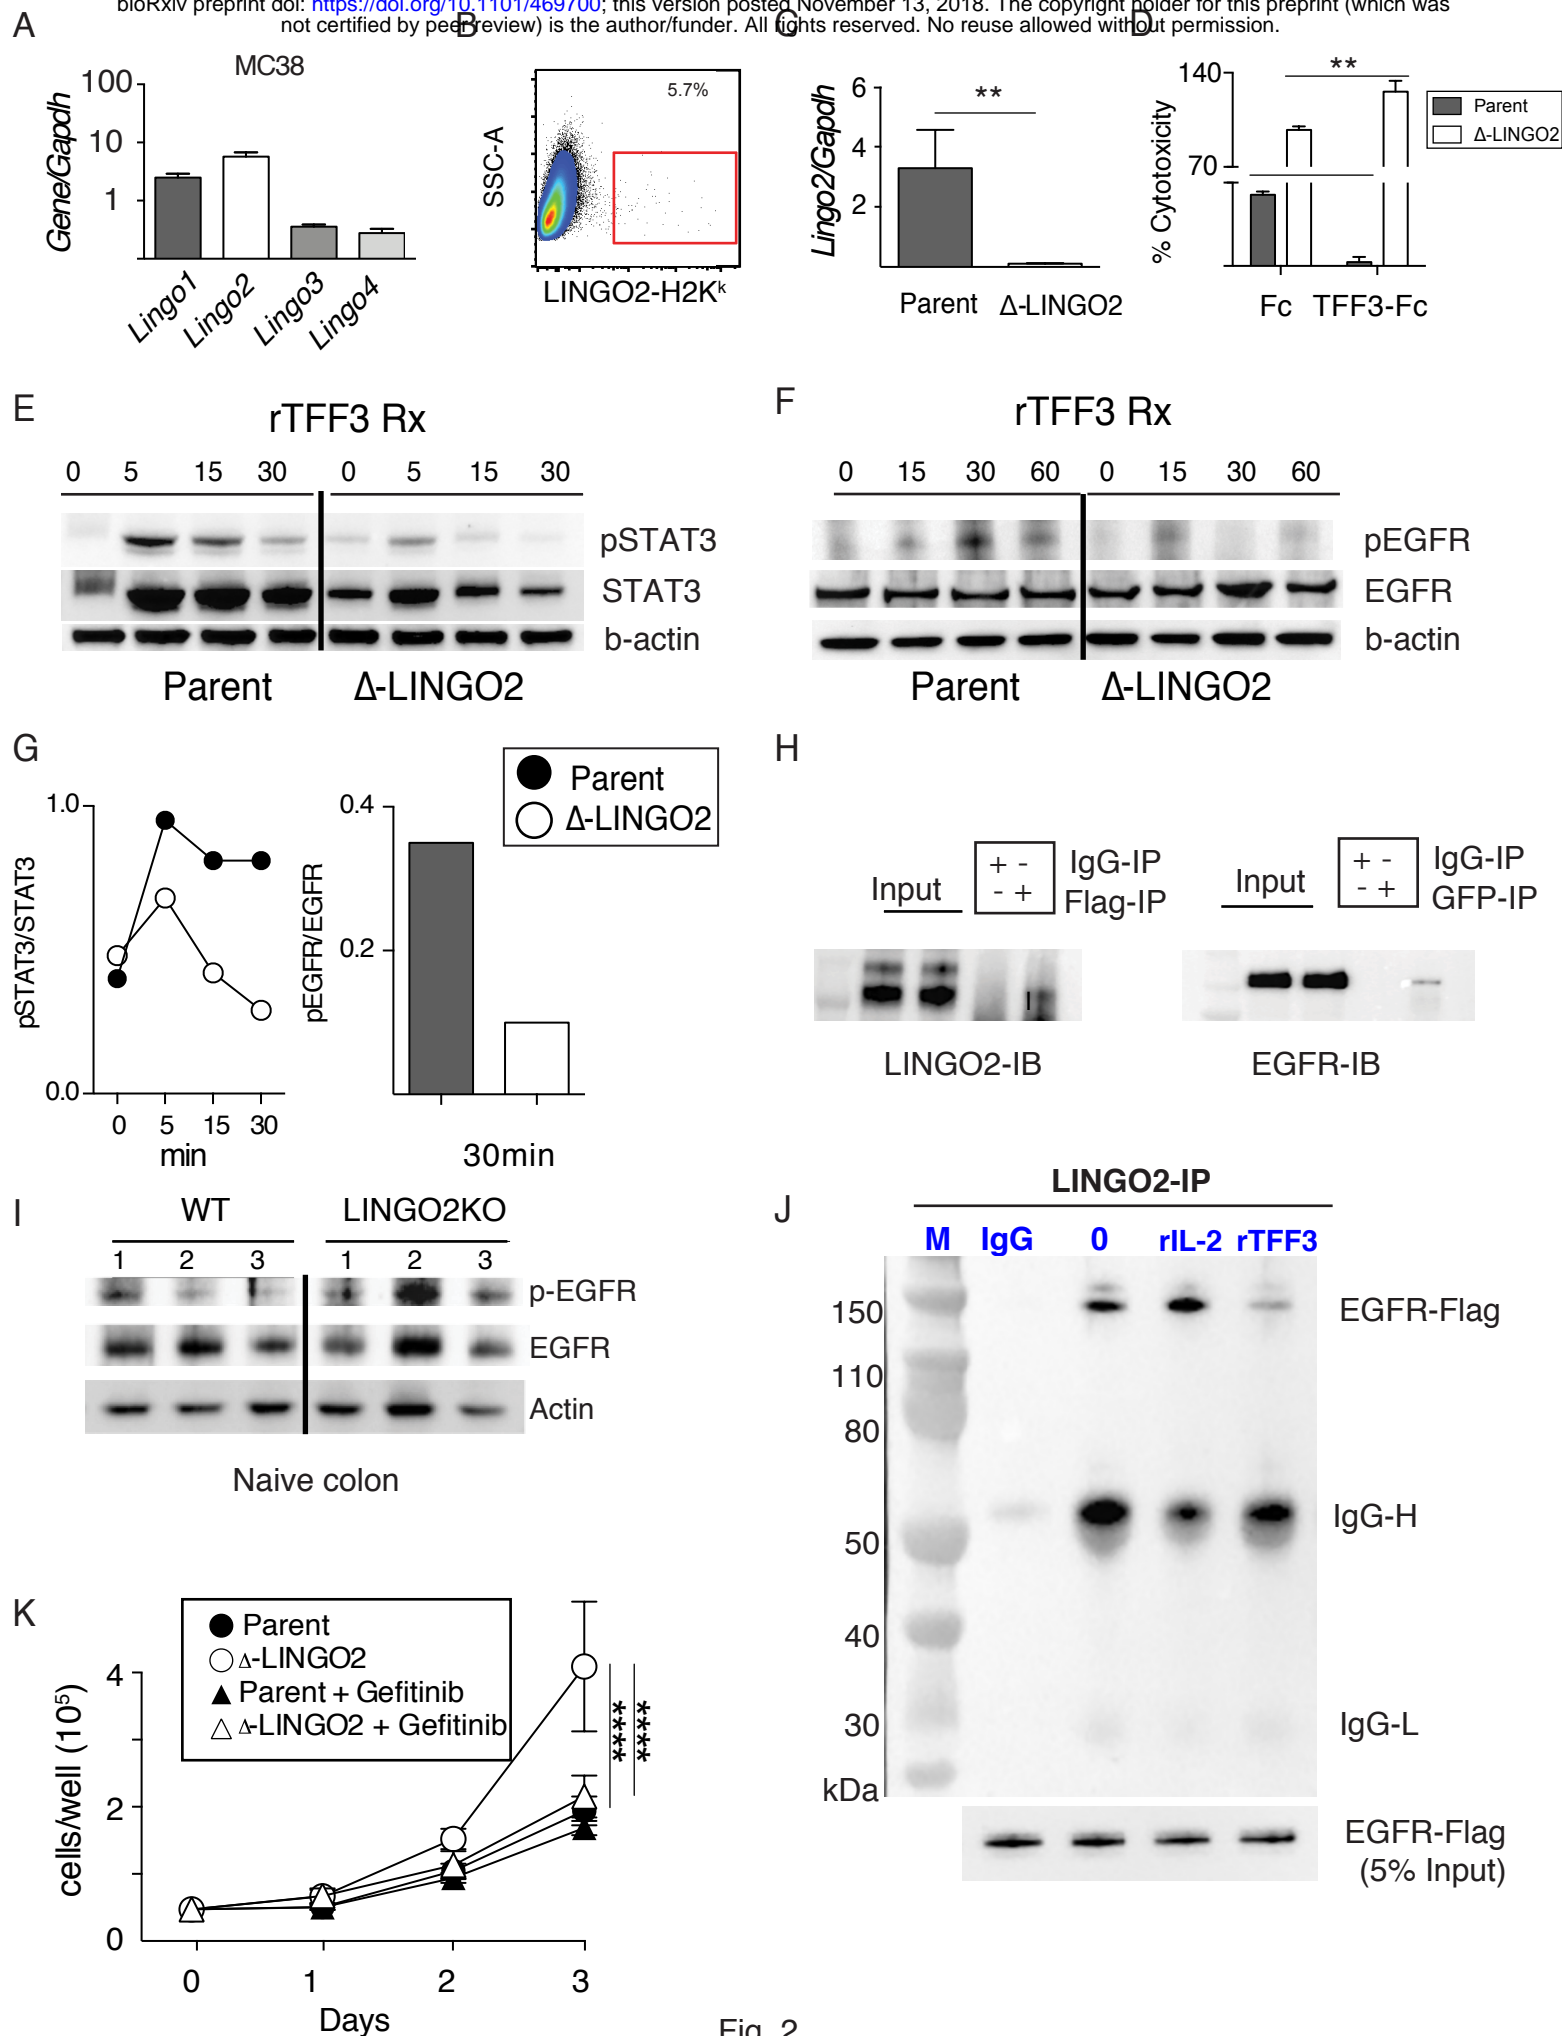 bioRxiv preprint doi: https://doi.org/10.1101/469700; this version posted November 13, 2018. The copyright holder for this preprint (which was
not certified by peer review) is the author/funder. All rights reserved. No reuse allowed without permission.
A
MC38
100
10
1
Gene/Gapdh
Lingo1
Lingo2
Lingo3
Lingo4
B
5.7%
SSC-A
LINGO2-H2Kᵏ
C
6
4
2
Lingo2/Gapdh
**
Parent
Δ-LINGO2
D
140
70
% Cytotoxicity
**
Parent
Δ-LINGO2
Fc
TFF3-Fc
E
rTFF3 Rx
0 5 15 30 0 5 15 30
pSTAT3
STAT3
b-actin
Parent Δ-LINGO2
F
rTFF3 Rx
0 15 30 60 0 15 30 60
pEGFR
EGFR
b-actin
Parent Δ-LINGO2
G
Parent
Δ-LINGO2
1.0
0.0
pSTAT3/STAT3
0 5 15 30
min
0.4
0.2
pEGFR/EGFR
30min
H
Input
+ - IgG-IP
- + Flag-IP
LINGO2-IB
Input
+ - IgG-IP
- + GFP-IP
EGFR-IB
I
WT LINGO2KO
1 2 3 1 2 3
p-EGFR
EGFR
Actin
Naive colon
J
LINGO2-IP
M IgG 0 rIL-2 rTFF3
150
110
80
50
40
30
kDa
EGFR-Flag
IgG-H
IgG-L
EGFR-Flag
(5% Input)
K
Parent
Δ-LINGO2
Parent + Gefitinib
Δ-LINGO2 + Gefitinib
4
2
0
cells/well (10⁵)
****
****
0 1 2 3
Days
Fig. 2